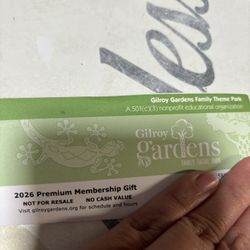 less
Gilroy Gardens Family Theme Park
A 501(c)(3) nonprofit educational organization
Gilroy
gardens
FAMILY THEME PARK
2026 Premium Membership Gift
NOT FOR RESALE NO CASH VALUE
Visit gilroygardens.org for schedule and hours